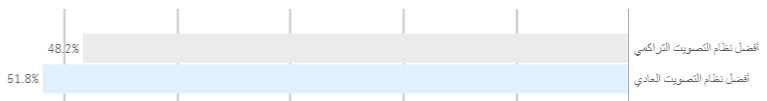 أفضل نظام التصويت التراكمي 48.2%
أفضل نظام التصويت العادي 51.8%